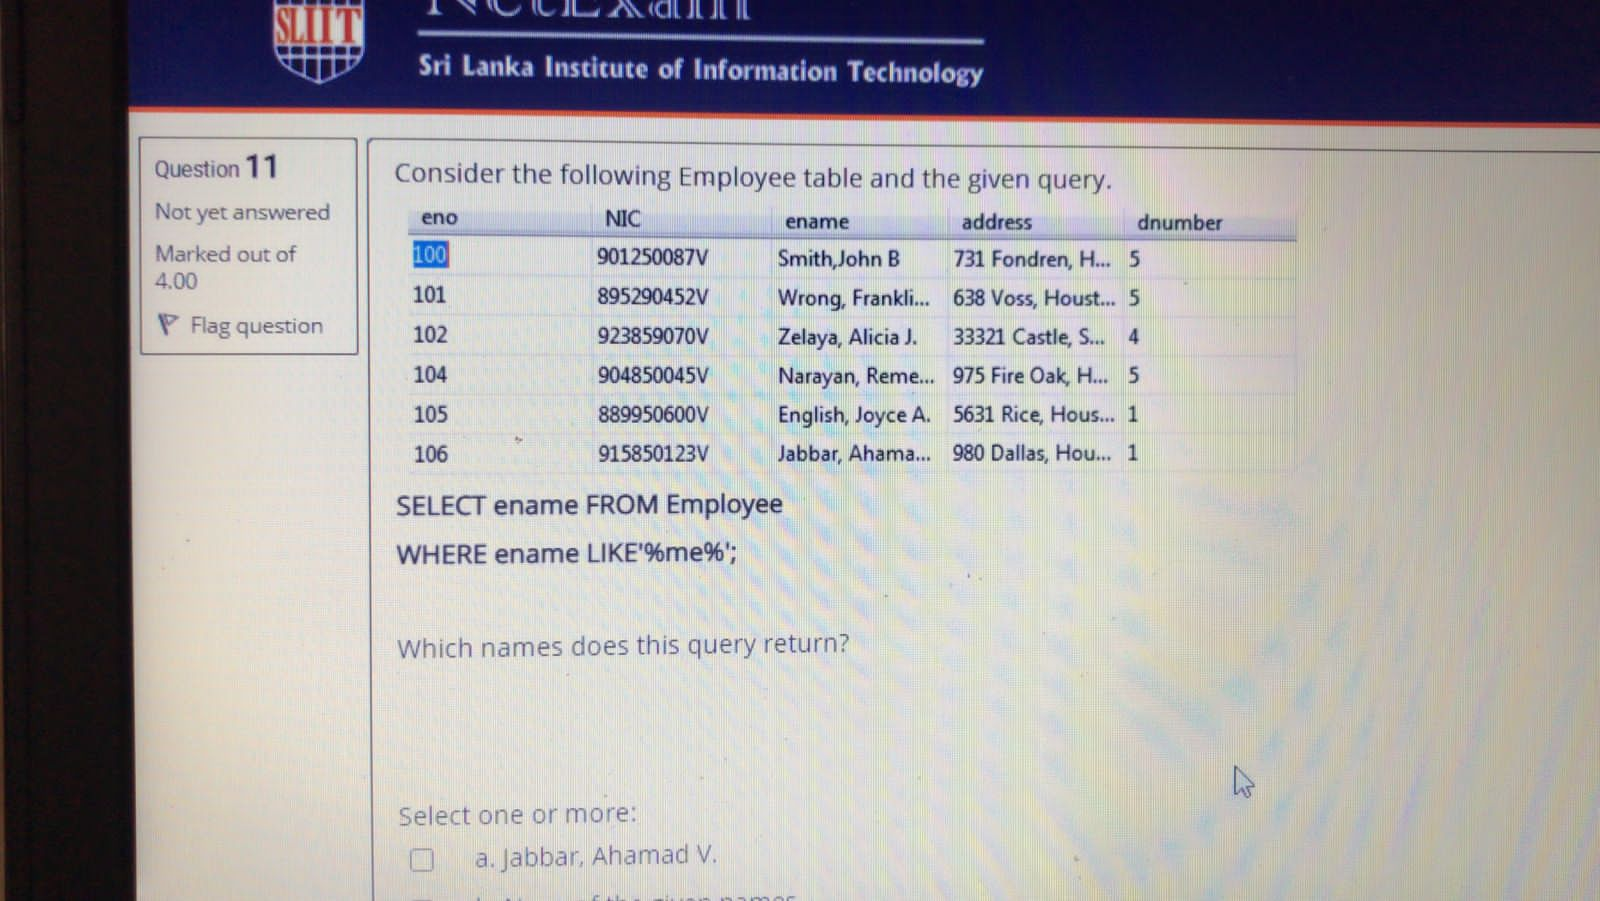 SLIIT
NetExam
Sri Lanka Institute of Information Technology
Question 11
Not yet answered
Marked out of
4.00
Flag question
Consider the following Employee table and the given query.
eno NIC ename address dnumber
100 901250087V Smith,John B 731 Fondren, H... 5
101 895290452V Wrong, Frankli... 638 Voss, Houst... 5
102 923859070V Zelaya, Alicia J. 33321 Castle, S... 4
104 904850045V Narayan, Reme... 975 Fire Oak, H... 5
105 889950600V English, Joyce A. 5631 Rice, Hous... 1
106 915850123V Jabbar, Ahama... 980 Dallas, Hou... 1
SELECT ename FROM Employee
WHERE ename LIKE'%me%';
Which names does this query return?
Select one or more:
a. Jabbar, Ahamad V.
of the given names